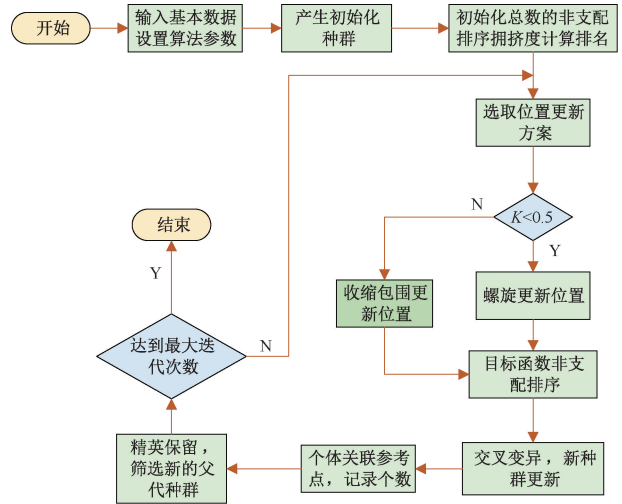 开始
输入基本数据
设置算法参数
产生初始化
种群
初始化总数的非支配
排序拥挤度计算排名
选取位置更新
方案
K<0.5
N
Y
收缩包围更
新位置
螺旋更新位置
目标函数非支
配排序
交叉变异，新种
群更新
个体关联参考
点，记录个数
精英保留，
筛选新的父
代种群
达到最大迭
代次数
N
Y
结束